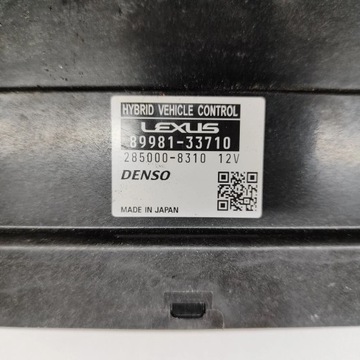 HYBRID VEHICLE CONTROL
LEXUS
89981-33710
285000-8310 12V
DENSO
MADE IN JAPAN